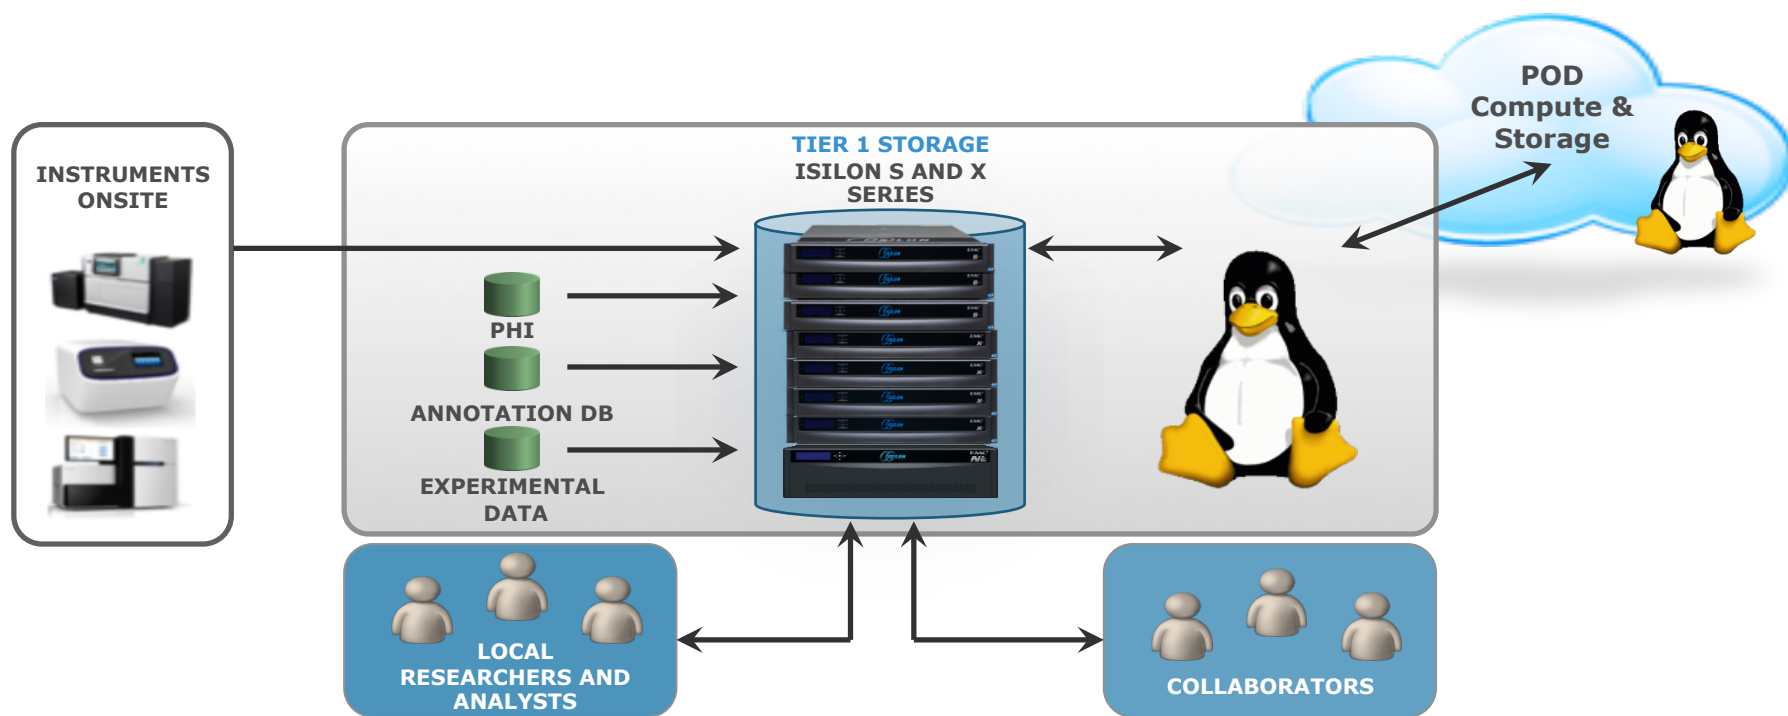 POD
Compute &
Storage
TIER 1 STORAGE
ISILON S AND X
SERIES
INSTRUMENTS
ONSITE
PHI
ANNOTATION DB
EXPERIMENTAL
DATA
LOCAL
RESEARCHERS AND
ANALYSTS
COLLABORATORS